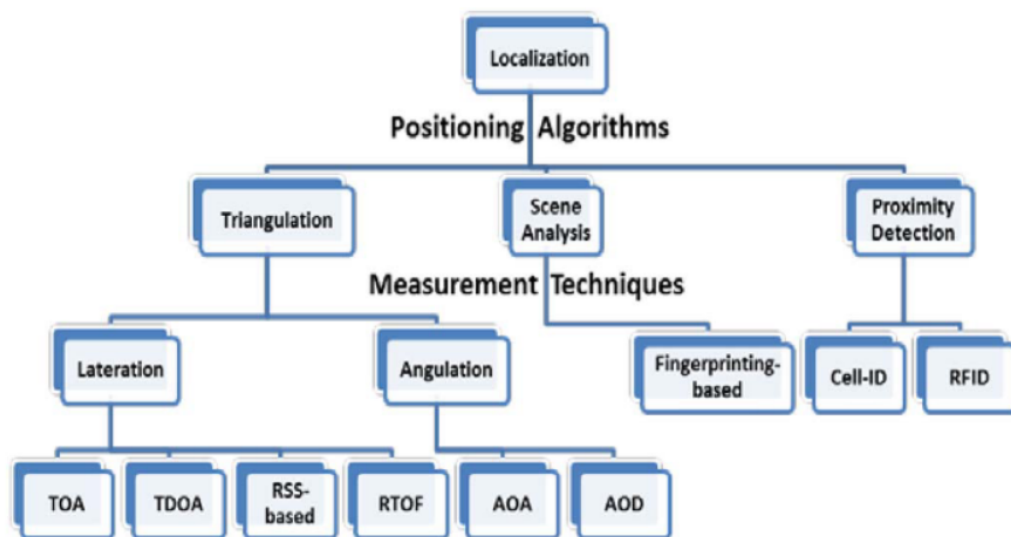 Localization
Positioning Algorithms
Triangulation
Scene
Analysis
Proximity
Detection
Measurement Techniques
Lateration
Angulation
Fingerprinting-
based
Cell-ID
RFID
TOA
TDOA
RSS-
based
RTOF
AOA
AOD